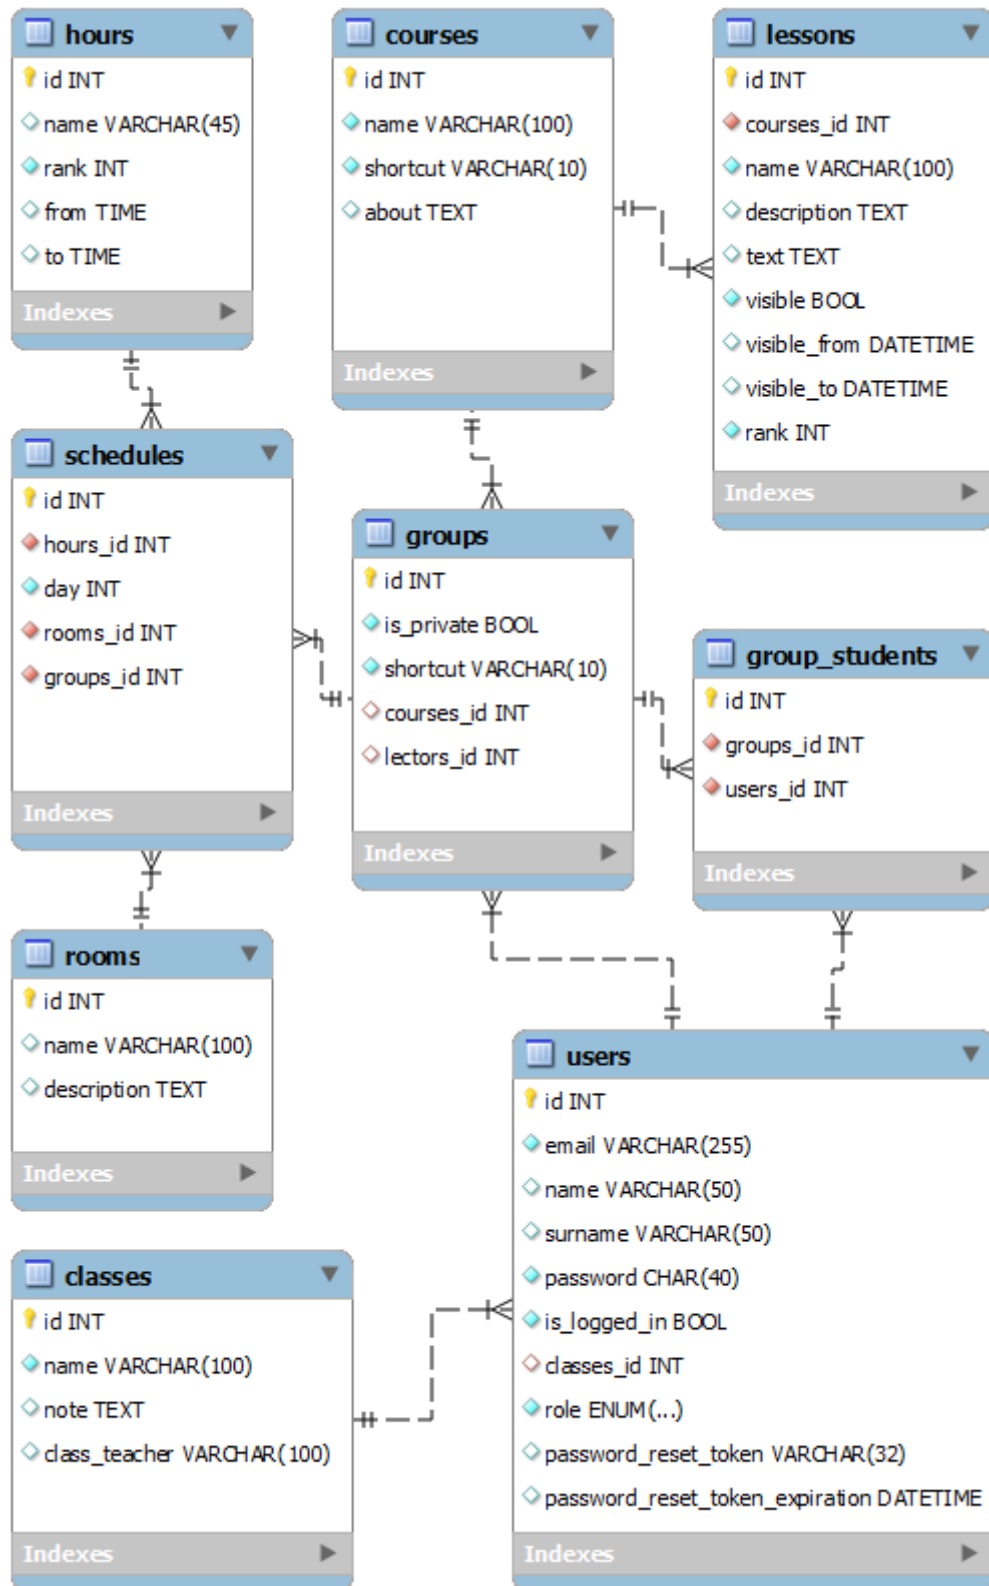 hours
id INT
name VARCHAR(45)
rank INT
from TIME
to TIME
Indexes
courses
id INT
name VARCHAR(100)
shortcut VARCHAR(10)
about TEXT
Indexes
lessons
id INT
courses_id INT
name VARCHAR(100)
description TEXT
text TEXT
visible BOOL
visible_from DATETIME
visible_to DATETIME
rank INT
Indexes
schedules
id INT
hours_id INT
day INT
rooms_id INT
groups_id INT
Indexes
groups
id INT
is_private BOOL
shortcut VARCHAR(10)
courses_id INT
lectors_id INT
Indexes
group_students
id INT
groups_id INT
users_id INT
Indexes
rooms
id INT
name VARCHAR(100)
description TEXT
Indexes
users
id INT
email VARCHAR(255)
name VARCHAR(50)
surname VARCHAR(50)
password CHAR(40)
is_logged_in BOOL
classes_id INT
role ENUM(...)
password_reset_token VARCHAR(32)
password_reset_token_expiration DATETIME
Indexes
classes
id INT
name VARCHAR(100)
note TEXT
class_teacher VARCHAR(100)
Indexes